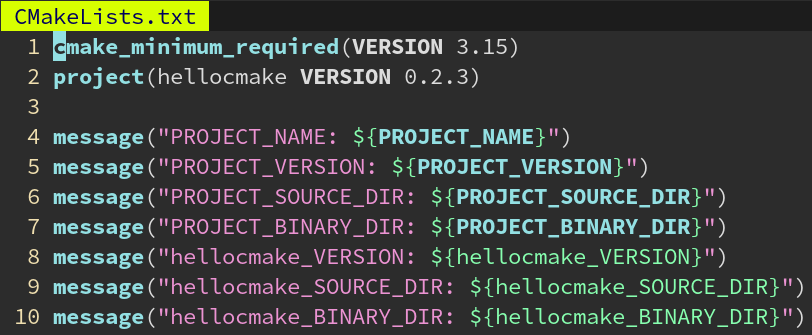 CMakeLists.txt
1 cmake_minimum_required(VERSION 3.15)
2 project(hellocmake VERSION 0.2.3)
3
4 message("PROJECT_NAME: ${PROJECT_NAME}")
5 message("PROJECT_VERSION: ${PROJECT_VERSION}")
6 message("PROJECT_SOURCE_DIR: ${PROJECT_SOURCE_DIR}")
7 message("PROJECT_BINARY_DIR: ${PROJECT_BINARY_DIR}")
8 message("hellocmake_VERSION: ${hellocmake_VERSION}")
9 message("hellocmake_SOURCE_DIR: ${hellocmake_SOURCE_DIR}")
10 message("hellocmake_BINARY_DIR: ${hellocmake_BINARY_DIR}")